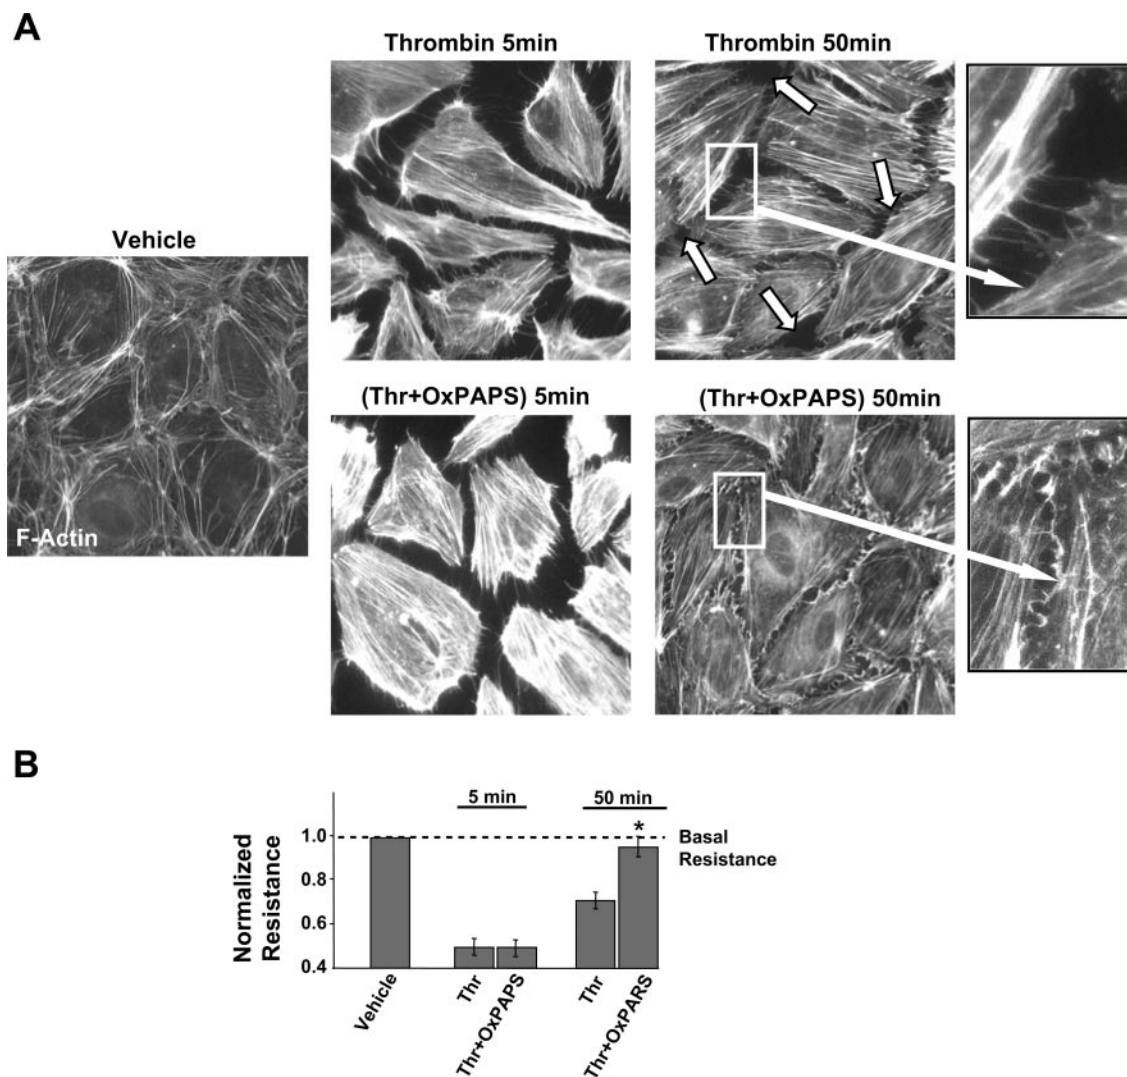 A
Thrombin 5min
Thrombin 50min
Vehicle
F-Actin
(Thr+OxPAPS) 5min
(Thr+OxPAPS) 50min
B
5 min
50 min
*
Basal
Resistance
Normalized
Resistance
1.0
0.8
0.6
0.4
Vehicle
Thr
Thr+OxPAPS
Thr
Thr+OxPARS